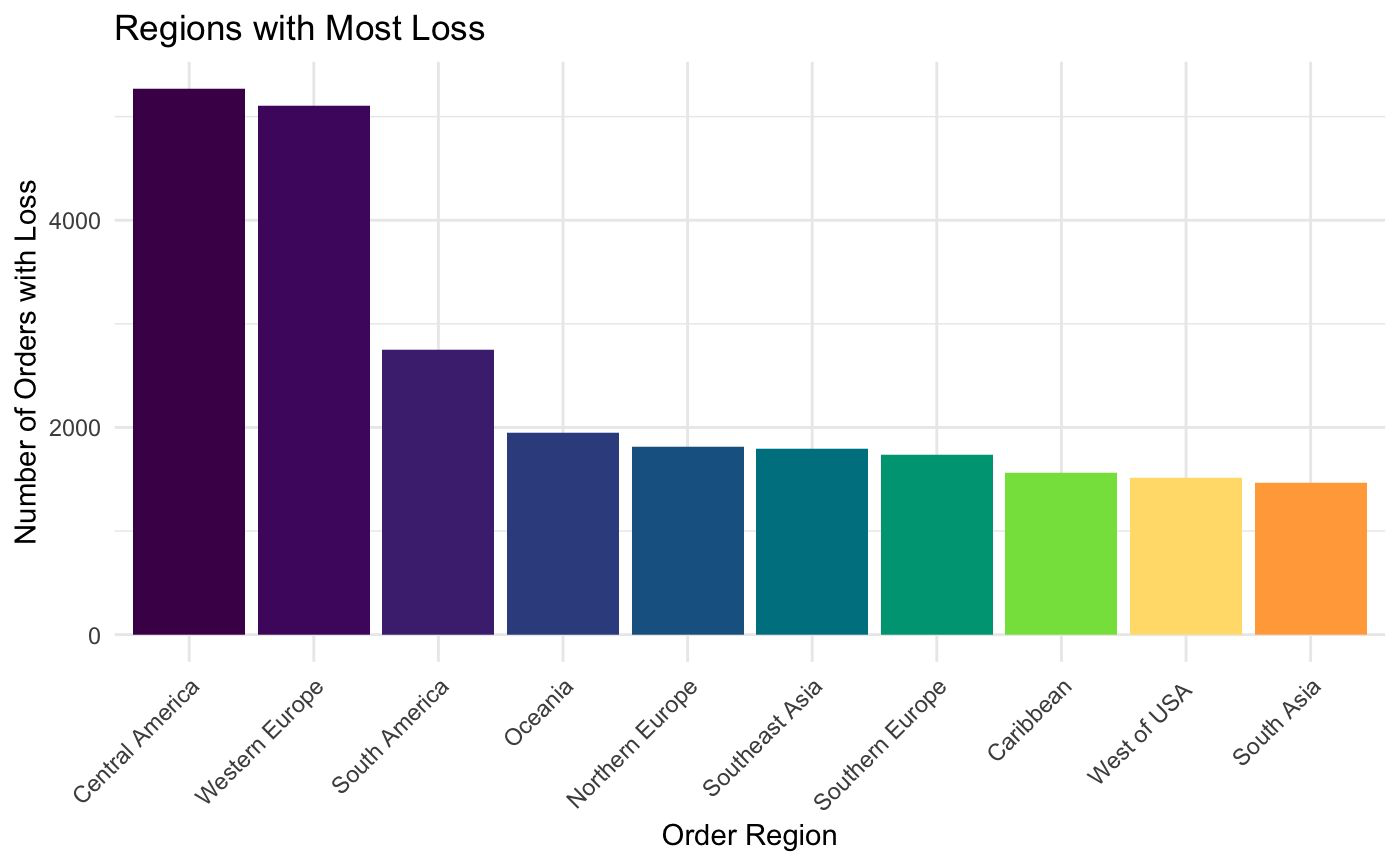 Regions with Most Loss
Number of Orders with Loss
4000
2000
0
Central America
Western Europe
South America
Oceania
Northern Europe
Southeast Asia
Southern Europe
Caribbean
West of USA
South Asia
Order Region